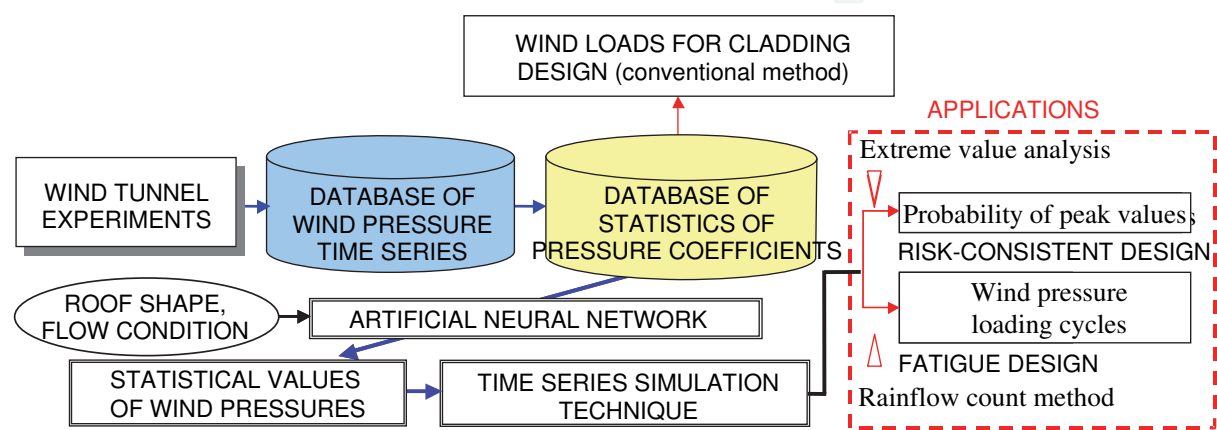 WIND LOADS FOR CLADDING
DESIGN (conventional method)
APPLICATIONS
WIND TUNNEL
EXPERIMENTS
DATABASE OF
WIND PRESSURE
TIME SERIES
DATABASE OF
STATISTICS OF
PRESSURE COEFFICIENTS
Extreme value analysis
Probability of peak values
RISK-CONSISTENT DESIGN
Wind pressure
loading cycles
FATIGUE DESIGN
Rainflow count method
ROOF SHAPE,
FLOW CONDITION
ARTIFICIAL NEURAL NETWORK
STATISTICAL VALUES
OF WIND PRESSURES
TIME SERIES SIMULATION
TECHNIQUE